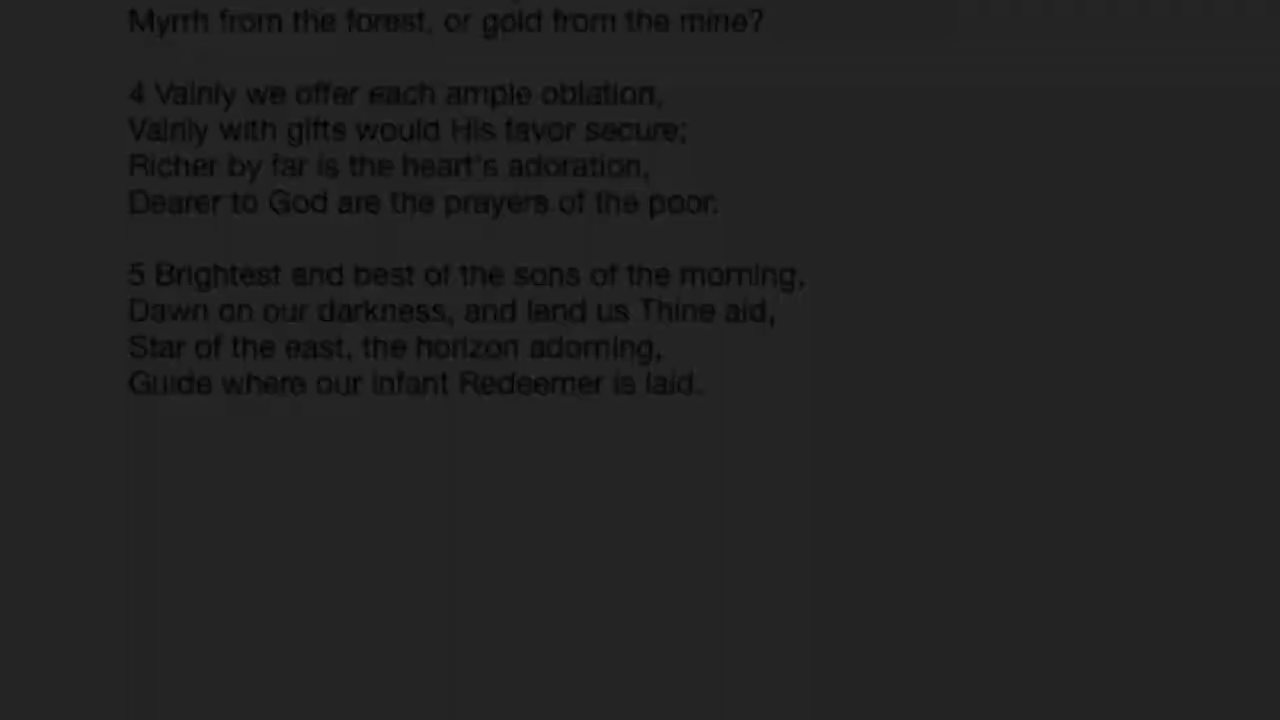 Myrrh from the forest, or gold from the mine?
4 Vainly we offer each ample oblation,
Vainly with gifts would His favor secure;
Richer by far is the heart's adoration,
Dearer to God are the prayers of the poor.
5 Brightest and best of the sons of the morning,
Dawn on our darkness, and lend us Thine aid,
Star of the east, the horizon adorning,
Guide where our infant Redeemer is laid.